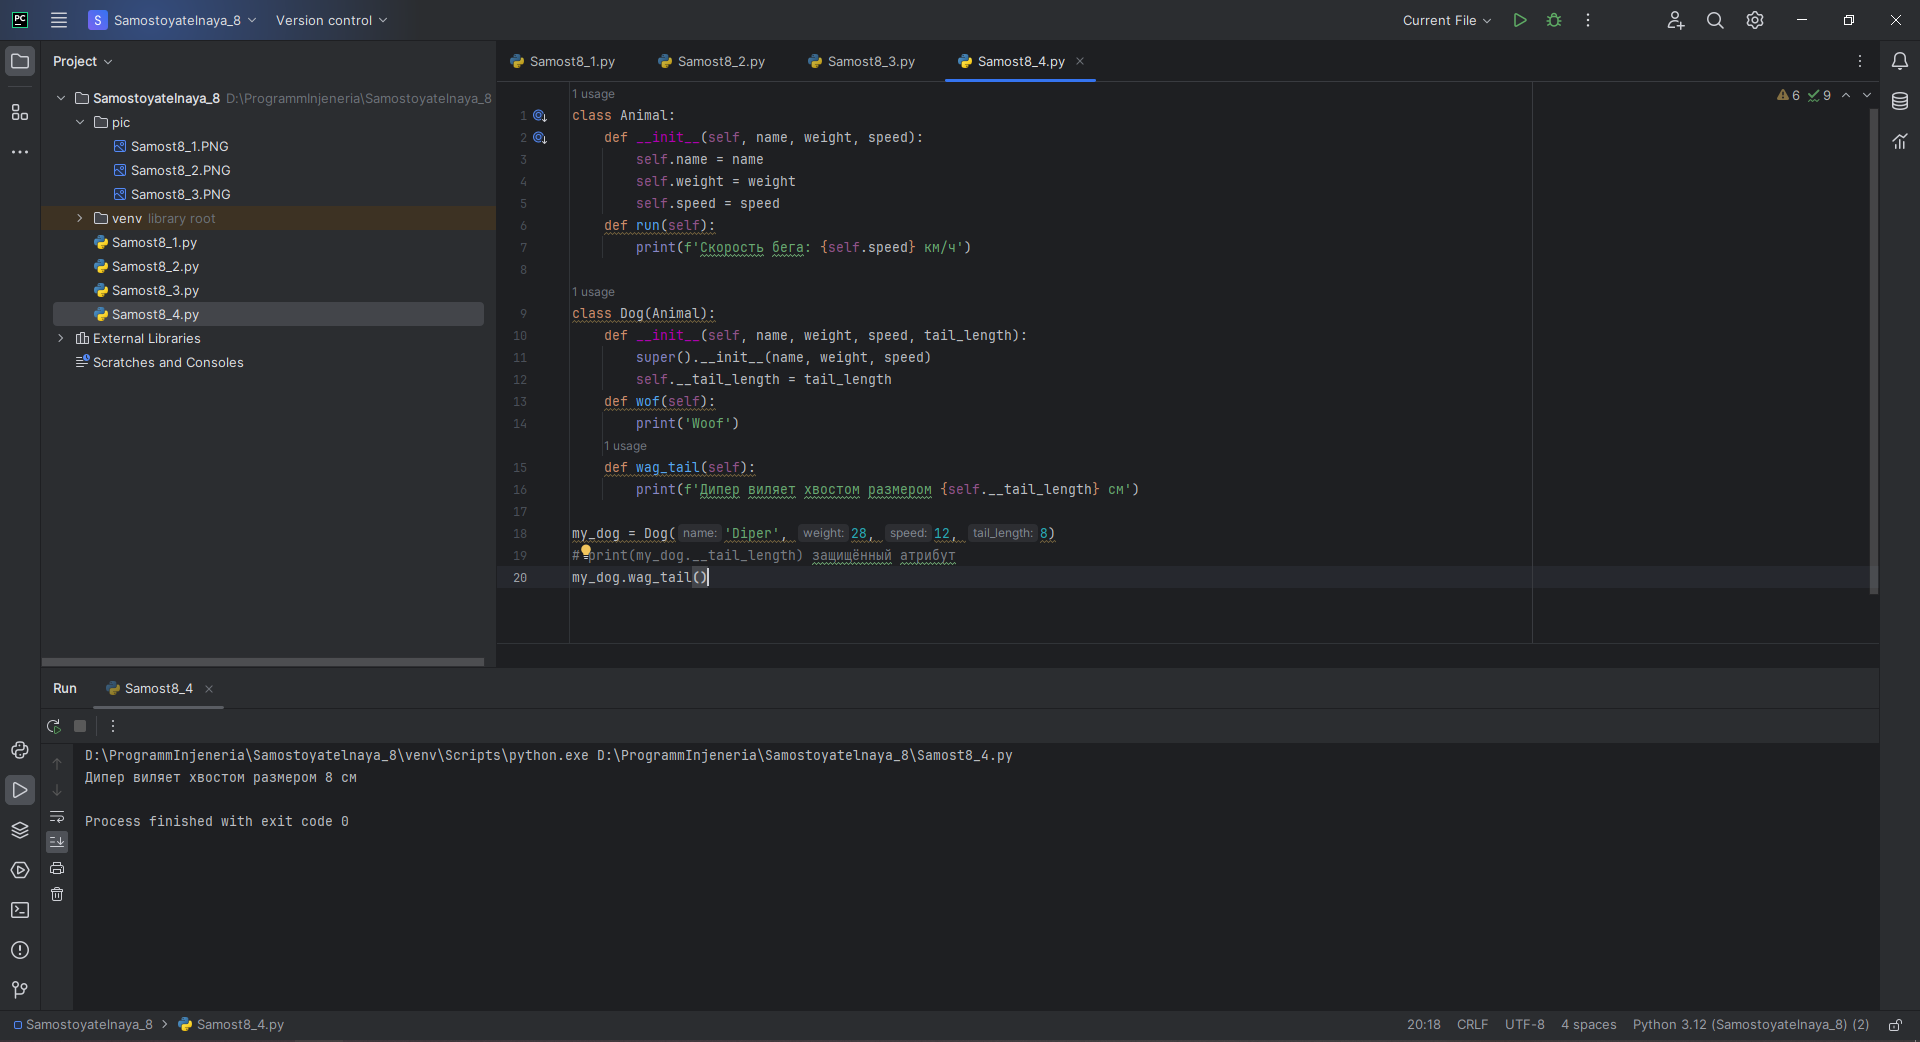 PC
S Samostoyatelnaya_8 Version control Current File
Project
Samostoyatelnaya_8 D:\ProgrammInjeneria\Samostoyatelnaya_8
pic
Samost8_1.PNG
Samost8_2.PNG
Samost8_3.PNG
venv library root
Samost8_1.py
Samost8_2.py
Samost8_3.py
Samost8_4.py
External Libraries
Scratches and Consoles
Samost8_1.py Samost8_2.py Samost8_3.py Samost8_4.py
6 9
1 usage
1 class Animal:
2 def __init__(self, name, weight, speed):
3 self.name = name
4 self.weight = weight
5 self.speed = speed
6 def run(self):
7 print(f'Скорость бега: {self.speed} км/ч')
8
1 usage
9 class Dog(Animal):
10 def __init__(self, name, weight, speed, tail_length):
11 super().__init__(name, weight, speed)
12 self.__tail_length = tail_length
13 def wof(self):
14 print('Woof')
1 usage
15 def wag_tail(self):
16 print(f'Дипер виляет хвостом размером {self.__tail_length} см')
17
18 my_dog = Dog( name: 'Diper', weight: 28, speed: 12, tail_length: 8)
19 # print(my_dog.__tail_length) защищённый атрибут
20 my_dog.wag_tail()
Run Samost8_4
D:\ProgrammInjeneria\Samostoyatelnaya_8\venv\Scripts\python.exe D:\ProgrammInjeneria\Samostoyatelnaya_8\Samost8_4.py
Дипер виляет хвостом размером 8 см
Process finished with exit code 0
Samostoyatelnaya_8 Samost8_4.py 20:18 CRLF UTF-8 4 spaces Python 3.12 (Samostoyatelnaya_8) (2)